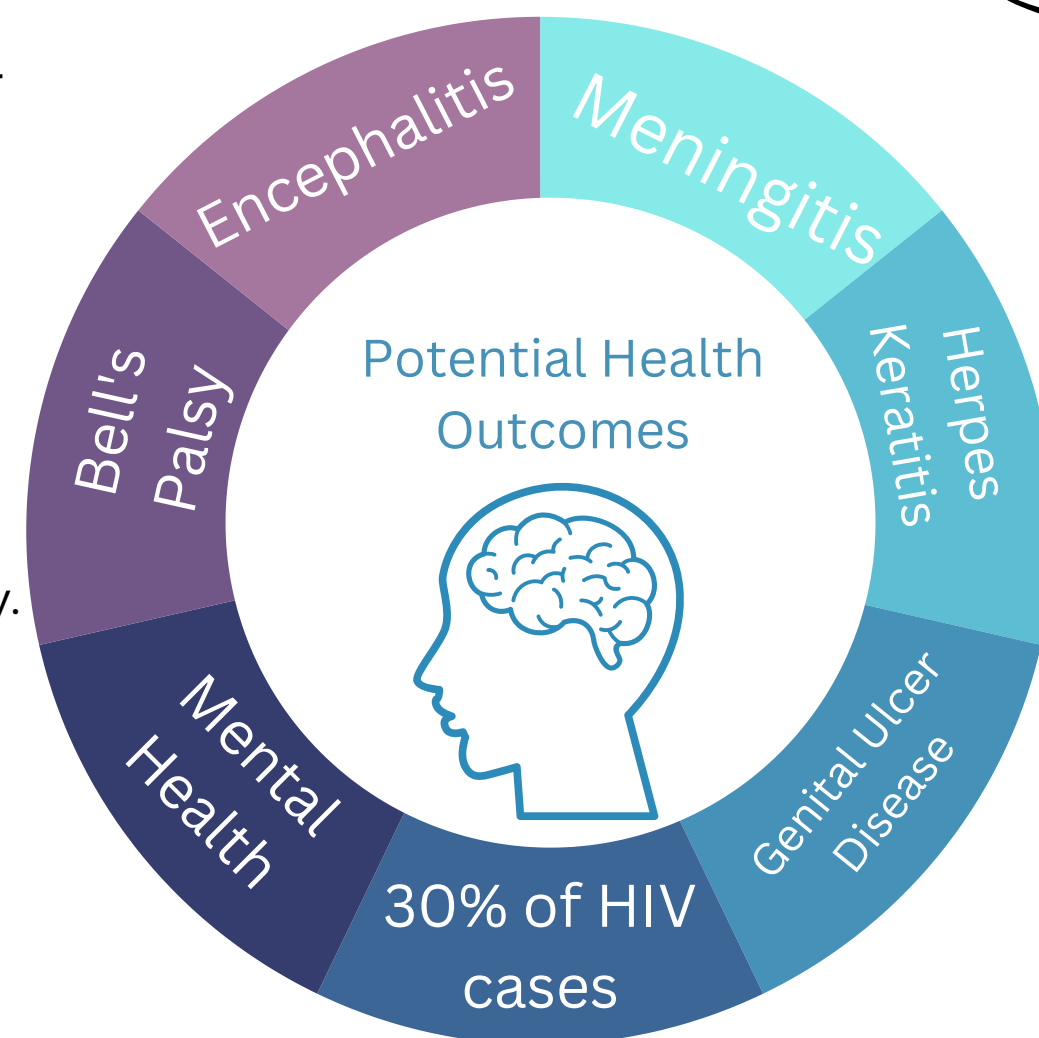 Encephalitis
Meningitis
Herpes
Keratitis
Genital Ulcer
Disease
30% of HIV
cases
Mental
Health
Bell's
Palsy
Potential Health
Outcomes